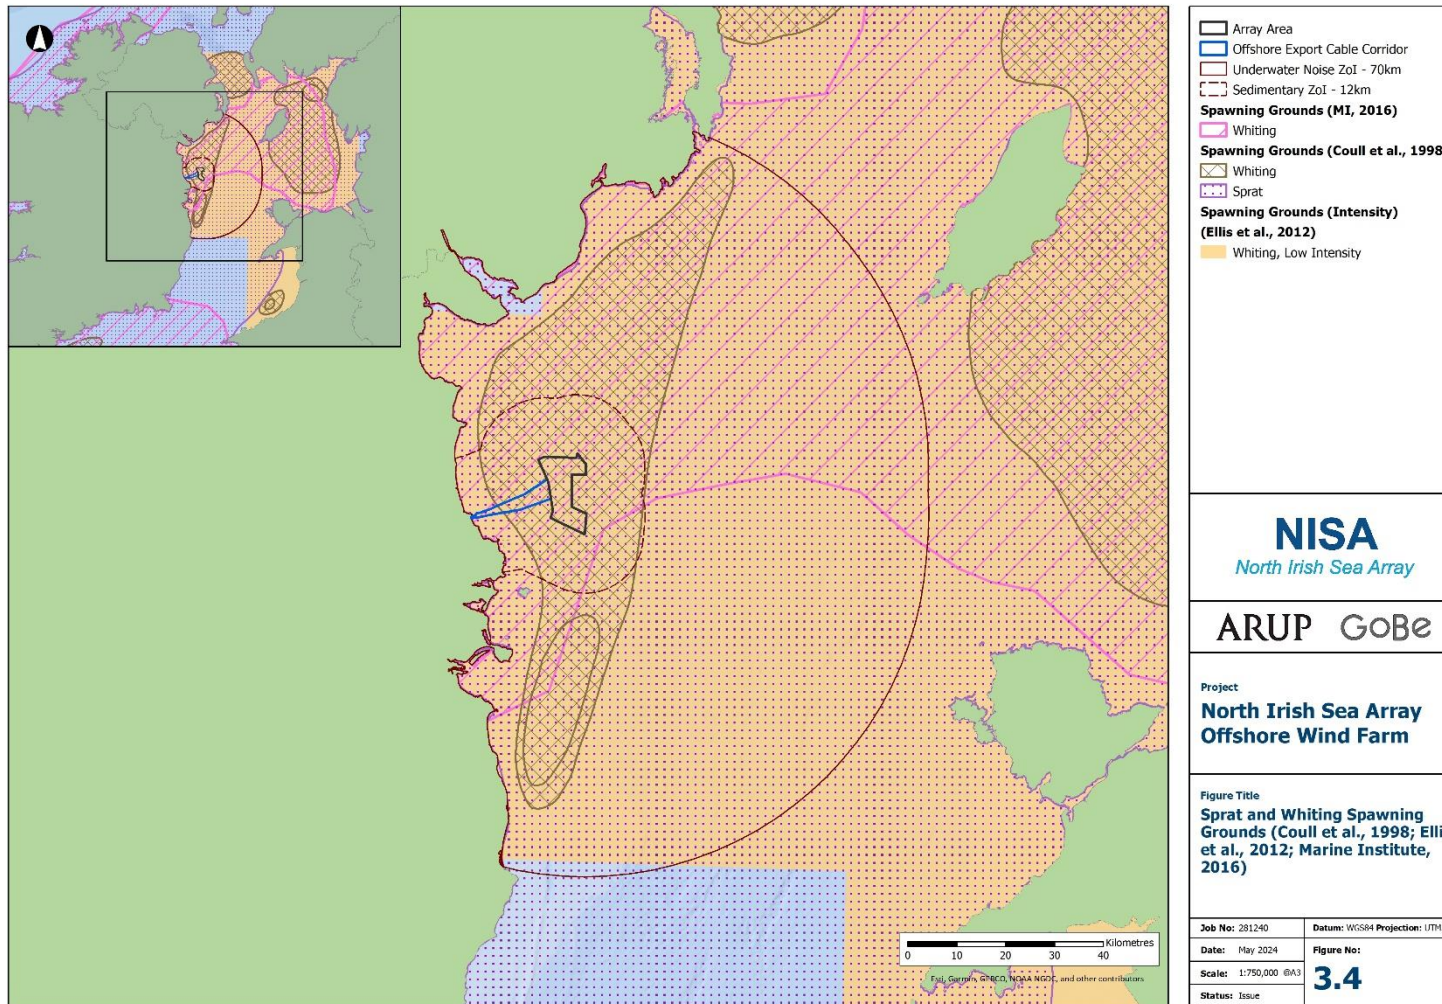 Array Area
Offshore Export Cable Corridor
Underwater Noise ZoI - 70km
Sedimentary ZoI - 12km
Spawning Grounds (MI, 2016)
Whiting
Spawning Grounds (Coull et al., 1998
Whiting
Sprat
Spawning Grounds (Intensity)
(Ellis et al., 2012)
Whiting, Low Intensity
NISA
North Irish Sea Array
ARUP GoBe
Project
North Irish Sea Array
Offshore Wind Farm
Figure Title
Sprat and Whiting Spawning
Grounds (Coull et al., 1998; Elli
et al., 2012; Marine Institute,
2016)
Job No: 281240
Datum: WGS84 Projection: UTM
Date: May 2024
Figure No:
Scale: 1:750,000 @A3
3.4
Status: Issue
Kilometres
0 10 20 30 40
Esri, Garmin, GEBCO, NOAA NGDC, and other contributors